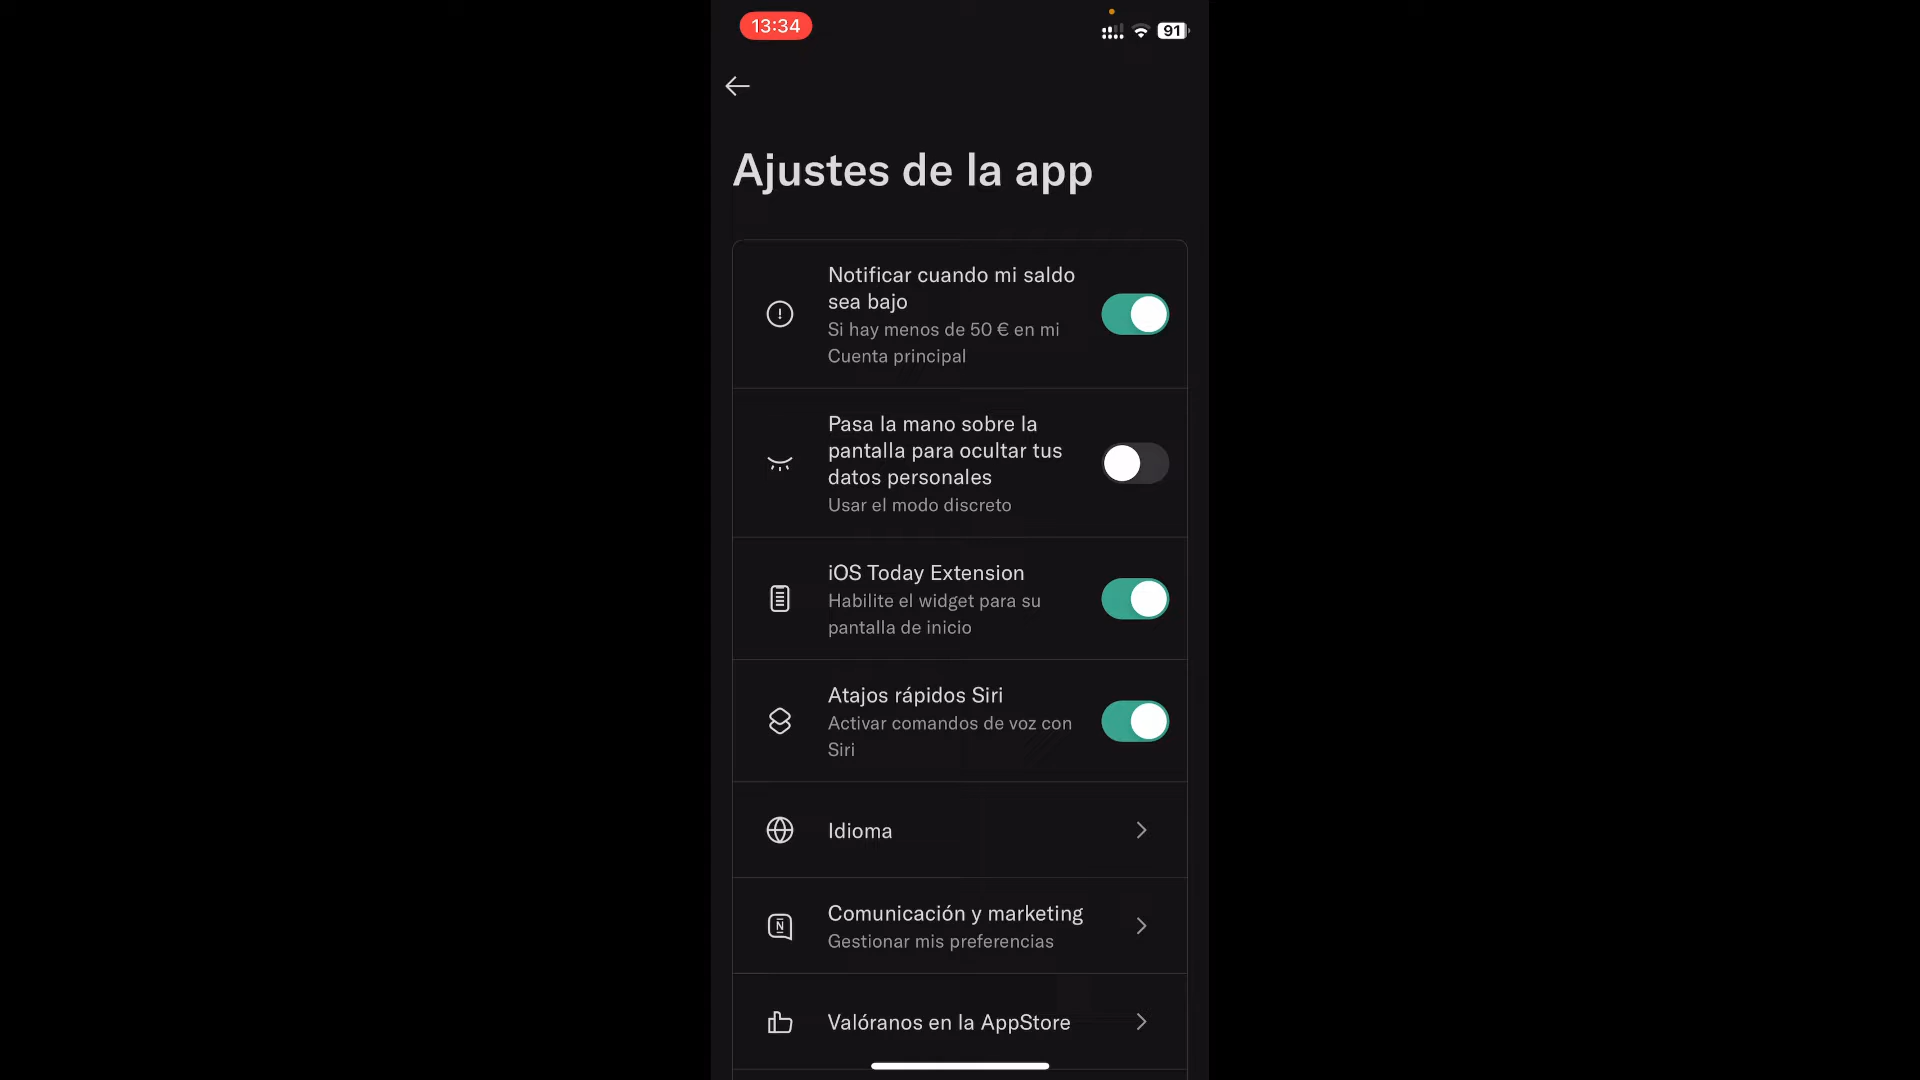 13:34
91
Ajustes de la app
Notificar cuando mi saldo
sea bajo
Si hay menos de 50 € en mi
Cuenta principal
Pasa la mano sobre la
pantalla para ocultar tus
datos personales
Usar el modo discreto
iOS Today Extension
Habilite el widget para su
pantalla de inicio
Atajos rápidos Siri
Activar comandos de voz con
Siri
Idioma
Comunicación y marketing
Gestionar mis preferencias
Valóranos en la AppStore